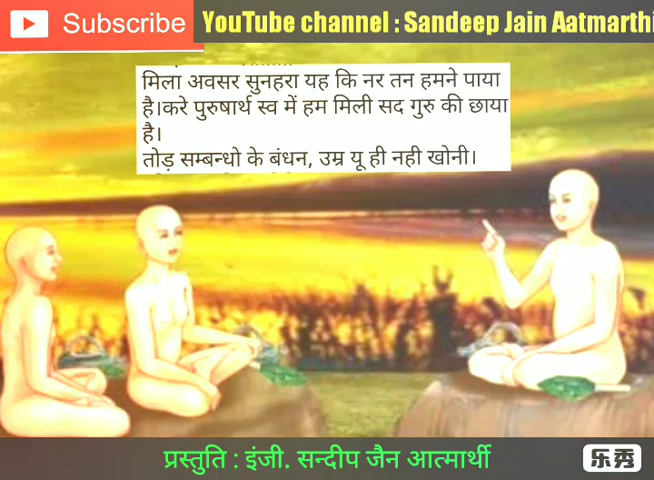 Subscribe
YouTube channel : Sandeep Jain Aatmarthi
मिला अवसर सुनहरा यह कि नर तन हमने पाया
है।करे पुरुषार्थ स्व में हम मिली सद गुरु की छाया
है।
तोड़ सम्बन्धो के बंधन, उम्र यू ही नही खोनी।
प्रस्तुति : इंजी. सन्दीप जैन आत्मार्थी
乐秀